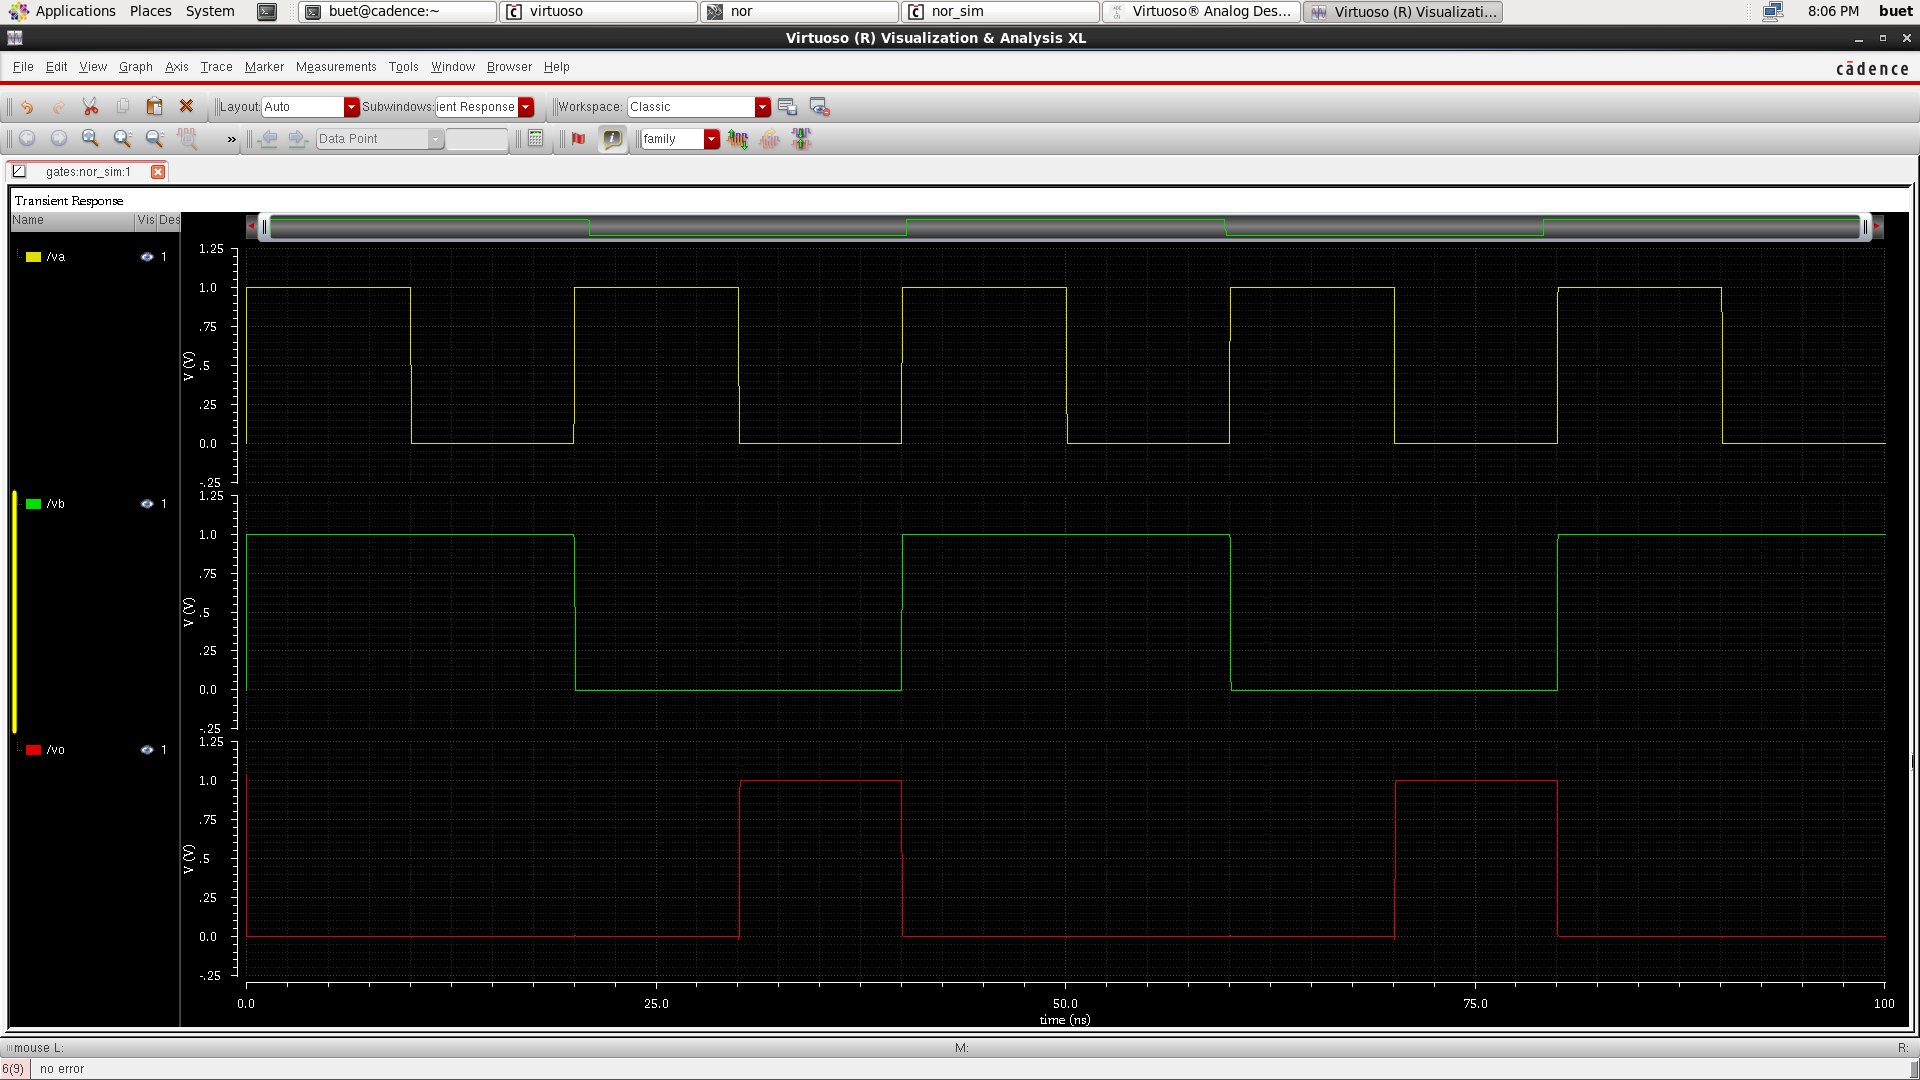 Applications Places System buet@cadence:~ virtuoso nor nor_sim Virtuoso® Analog Des... Virtuoso (R) Visualizati... 8:06 PM buet
Virtuoso (R) Visualization & Analysis XL
File Edit View Graph Axis Trace Marker Measurements Tools Window Browser Help cādence
Layout: Auto Subwindows: ient Response Workspace: Classic
» Data Point family
gates:nor_sim:1
Transient Response
Name Vis Des
/va 1
1.25
1.0
.75
.5
.25
0.0
-.25
V (V)
/vb 1
1.25
1.0
.75
.5
.25
0.0
-.25
V (V)
/vo 1
1.25
1.0
.75
.5
.25
0.0
-.25
V (V)
0.0 25.0 50.0 75.0 100
time (ns)
mouse L: M: R:
6(9) no error